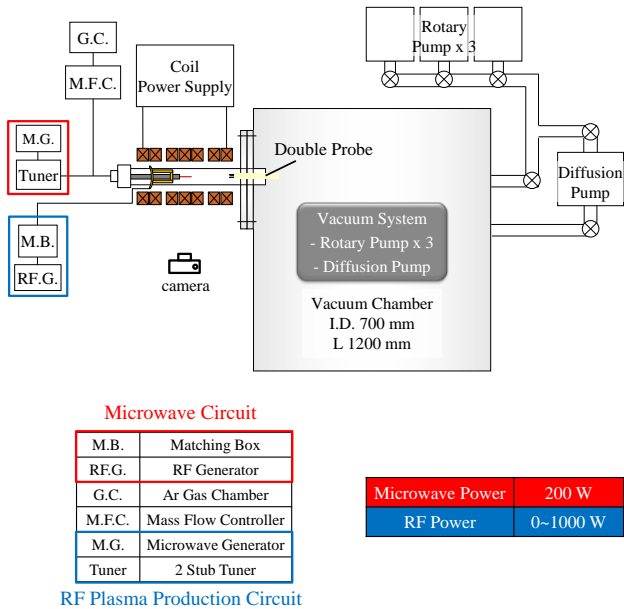 G.C.
M.F.C.
Coil
Power Supply
Rotary
Pump x 3
M.G.
Tuner
M.B.
RF.G.
Double Probe
Diffusion
Pump
Vacuum System
- Rotary Pump x 3
- Diffusion Pump
camera
Vacuum Chamber
I.D. 700 mm
L 1200 mm
Microwave Circuit
M.B. Matching Box
RF.G. RF Generator
G.C. Ar Gas Chamber
M.F.C. Mass Flow Controller
M.G. Microwave Generator
Tuner 2 Stub Tuner
RF Plasma Production Circuit
Microwave Power 200 W
RF Power 0~1000 W